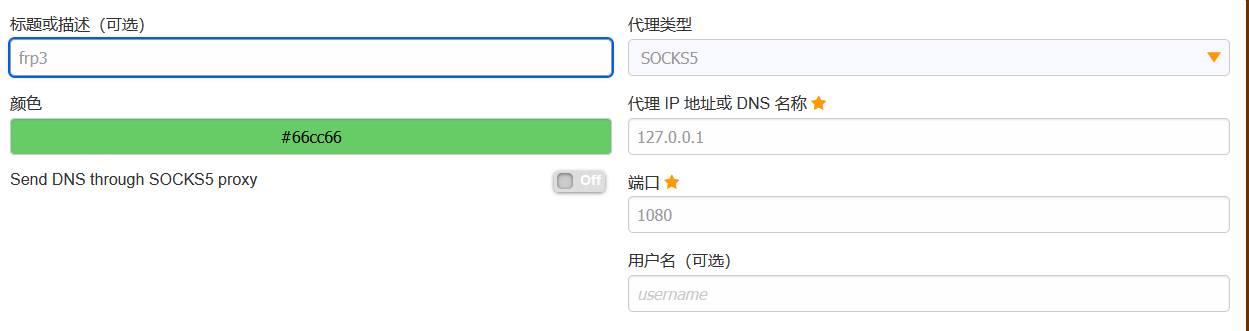 标题或描述（可选）
frp3
颜色
#66cc66
Send DNS through SOCKS5 proxy
Off
代理类型
SOCKS5
代理 IP 地址或 DNS 名称
127.0.0.1
端口
1080
用户名（可选）
username